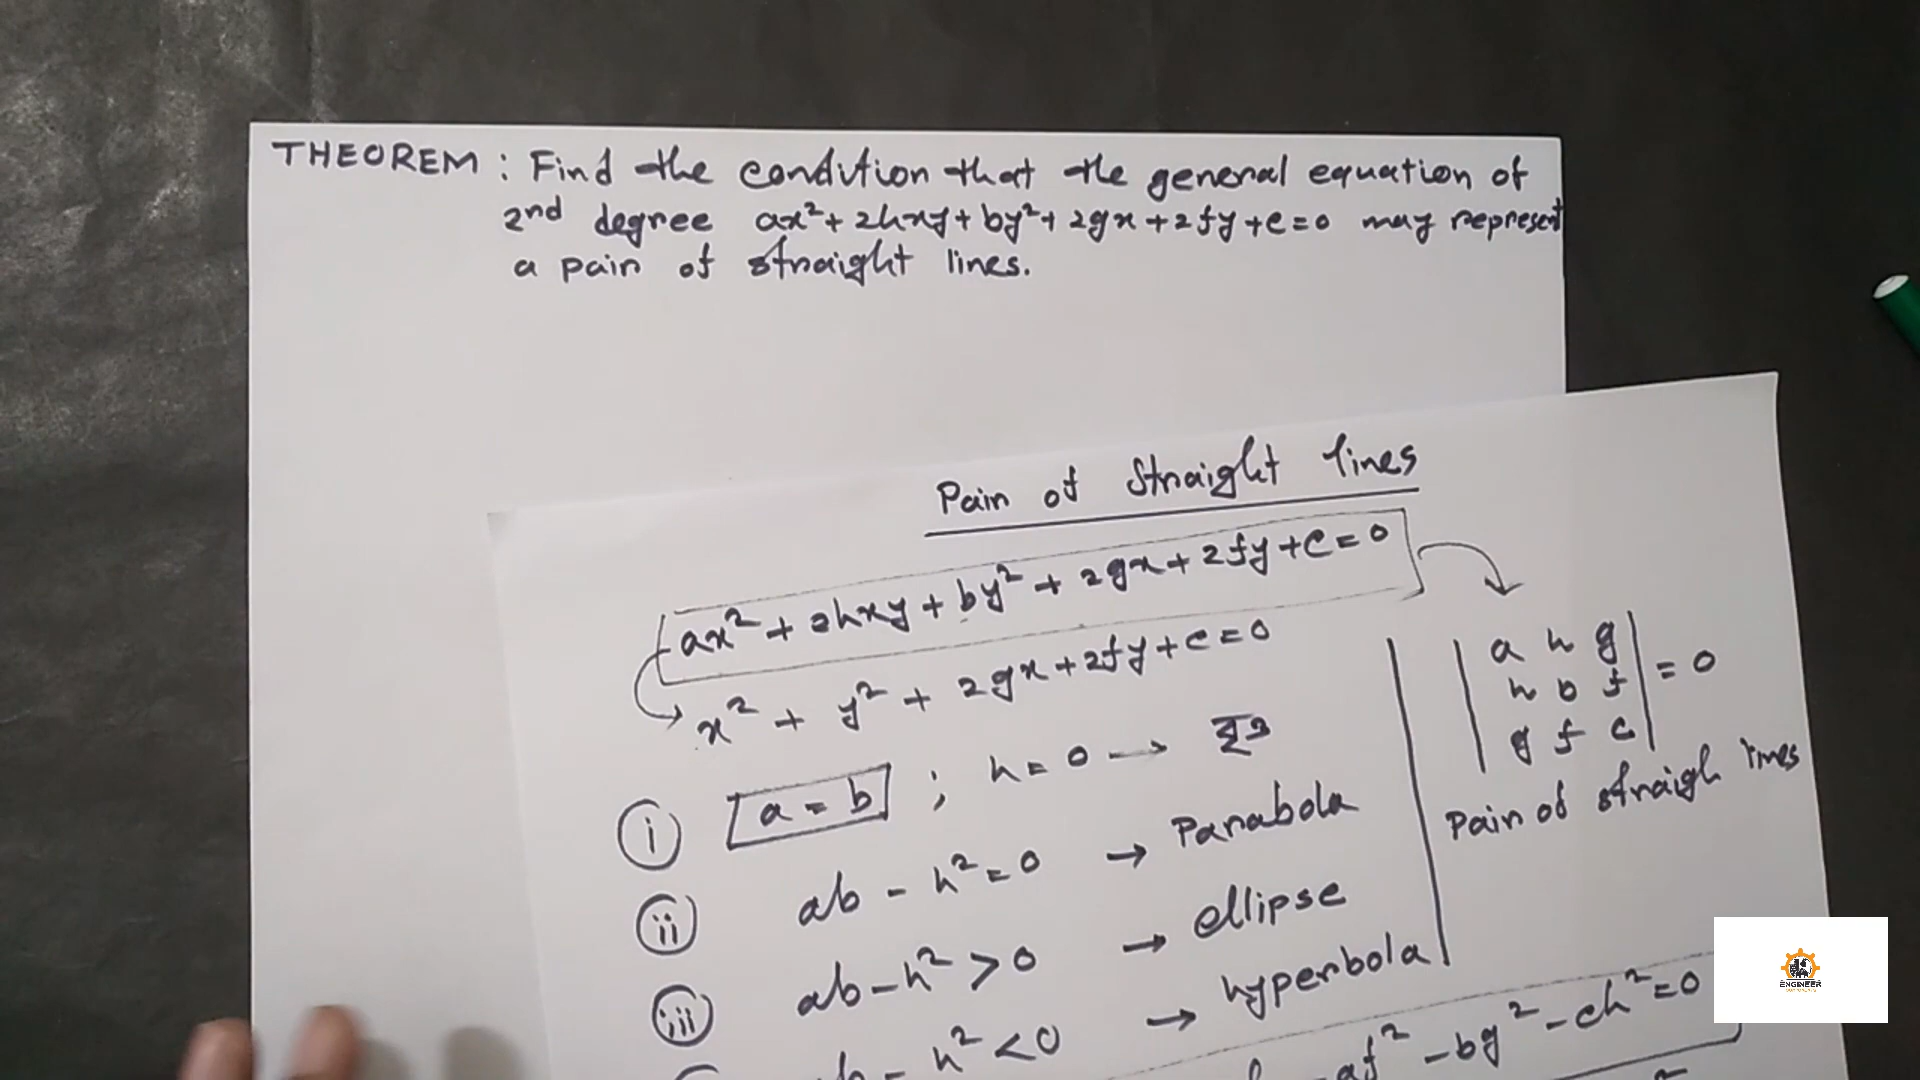 THEOREM : Find the condition that the general equation of
2nd degree ax²+2hxy+by²+2gx+2fy+c=0 may represent
a pair of straight lines.
Pair of Straight lines
ax²+2hxy+by²+2gx+2fy+c=0
x²+y²+2gx+2fy+c=0
i a=b ; h=0 → বৃত্ত
ii ab-h²=0 → Parabola
iii ab-h²>0 → ellipse
-h²<0 → hyperbola
| a h g |
| h b f | = 0
| g f c |
Pair of straigh lines
af²-bg²-ch²=0
ENGINEER